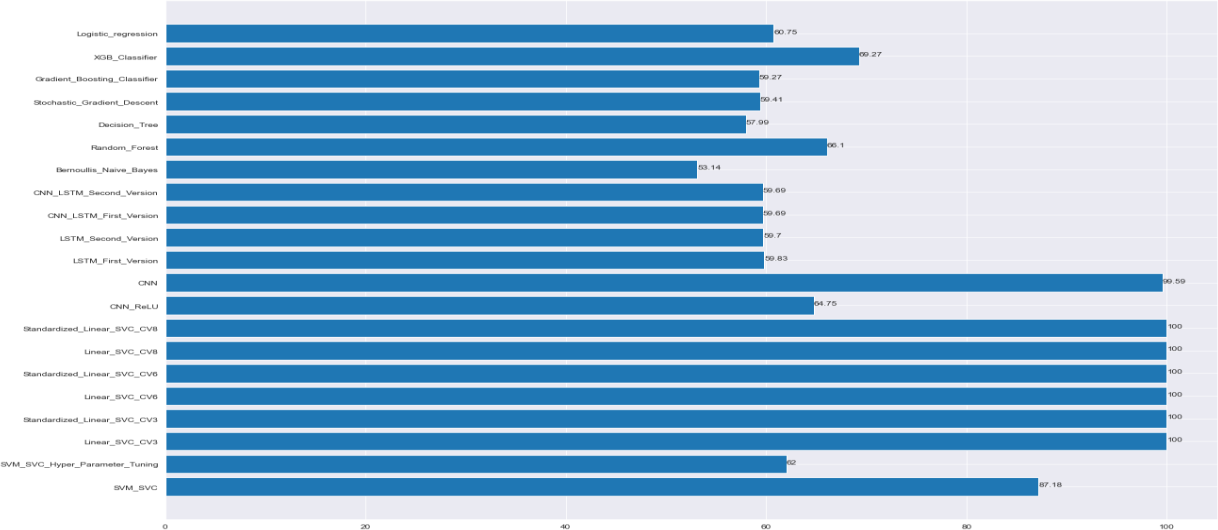 Logistic_regression 60.75
XGB_Classifier 69.27
Gradient_Boosting_Classifier 59.27
Stochastic_Gradient_Descent 59.41
Decision_Tree 57.99
Random_Forest 66.1
Bernoullis_Naive_Bayes 53.14
CNN_LSTM_Second_Version 59.69
CNN_LSTM_First_Version 59.69
LSTM_Second_Version 59.7
LSTM_First_Version 59.83
CNN 99.59
CNN_ReLU 64.75
Standardized_Linear_SVC_CV8 100
Linear_SVC_CV8 100
Standardized_Linear_SVC_CV6 100
Linear_SVC_CV6 100
Standardized_Linear_SVC_CV3 100
Linear_SVC_CV3 100
SVM_SVC_Hyper_Parameter_Tuning 62
SVM_SVC 87.18
0 20 40 60 80 100